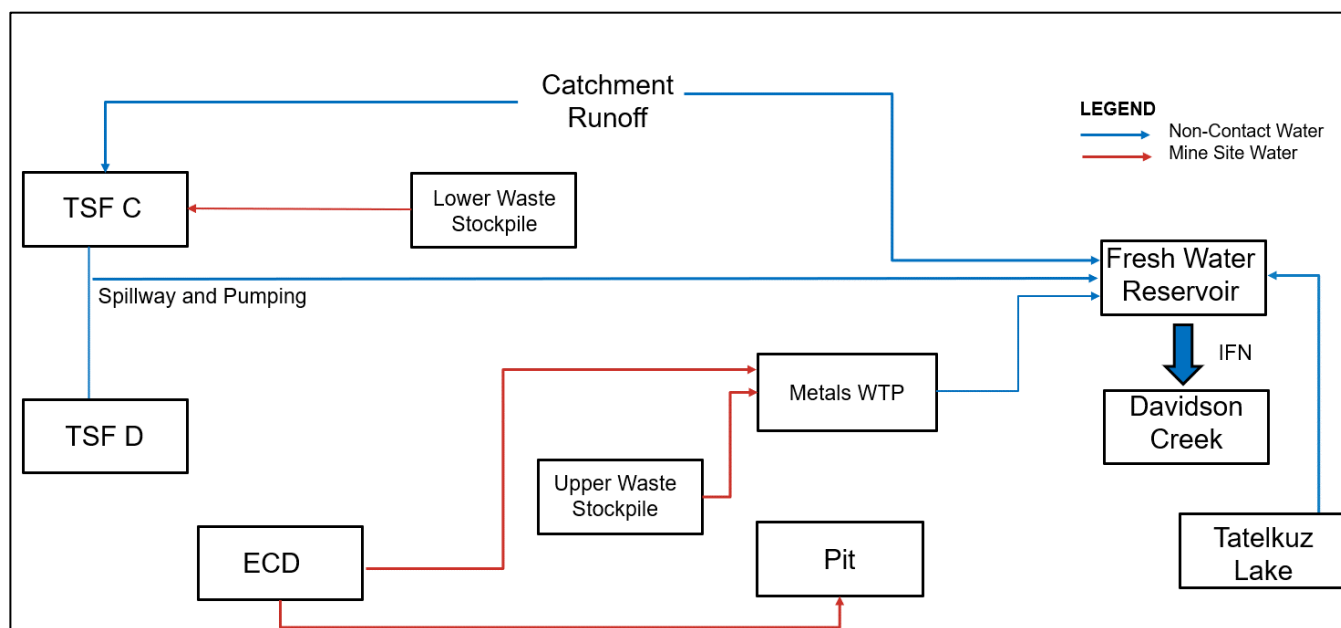 Catchment
Runoff
LEGEND
Non-Contact Water
Mine Site Water
TSF C
Lower Waste
Stockpile
Spillway and Pumping
Fresh Water
Reservoir
IFN
Metals WTP
Davidson
Creek
TSF D
Upper Waste
Stockpile
ECD
Pit
Tatelkuz
Lake